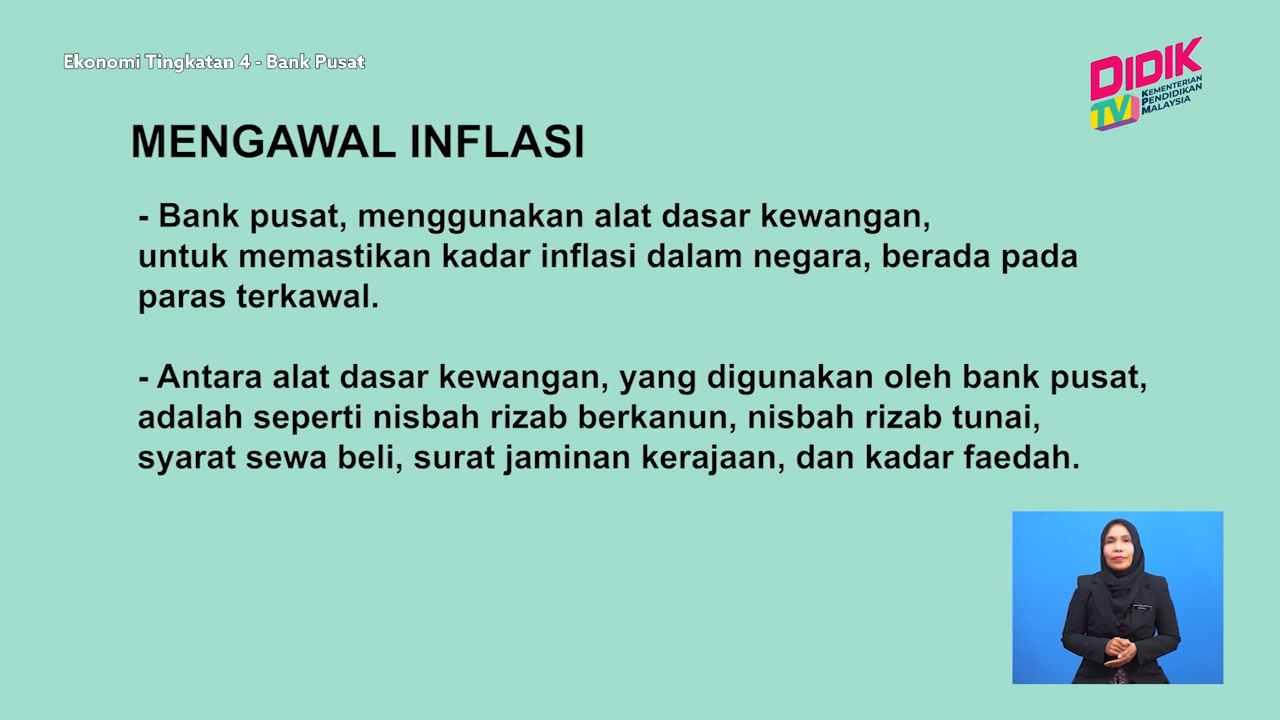 Ekonomi Tingkatan 4 - Bank Pusat
DIDIK
TV
KEMENTERIAN
PENDIDIKAN
MALAYSIA
MENGAWAL INFLASI
- Bank pusat, menggunakan alat dasar kewangan,
untuk memastikan kadar inflasi dalam negara, berada pada
paras terkawal.
- Antara alat dasar kewangan, yang digunakan oleh bank pusat,
adalah seperti nisbah rizab berkanun, nisbah rizab tunai,
syarat sewa beli, surat jaminan kerajaan, dan kadar faedah.